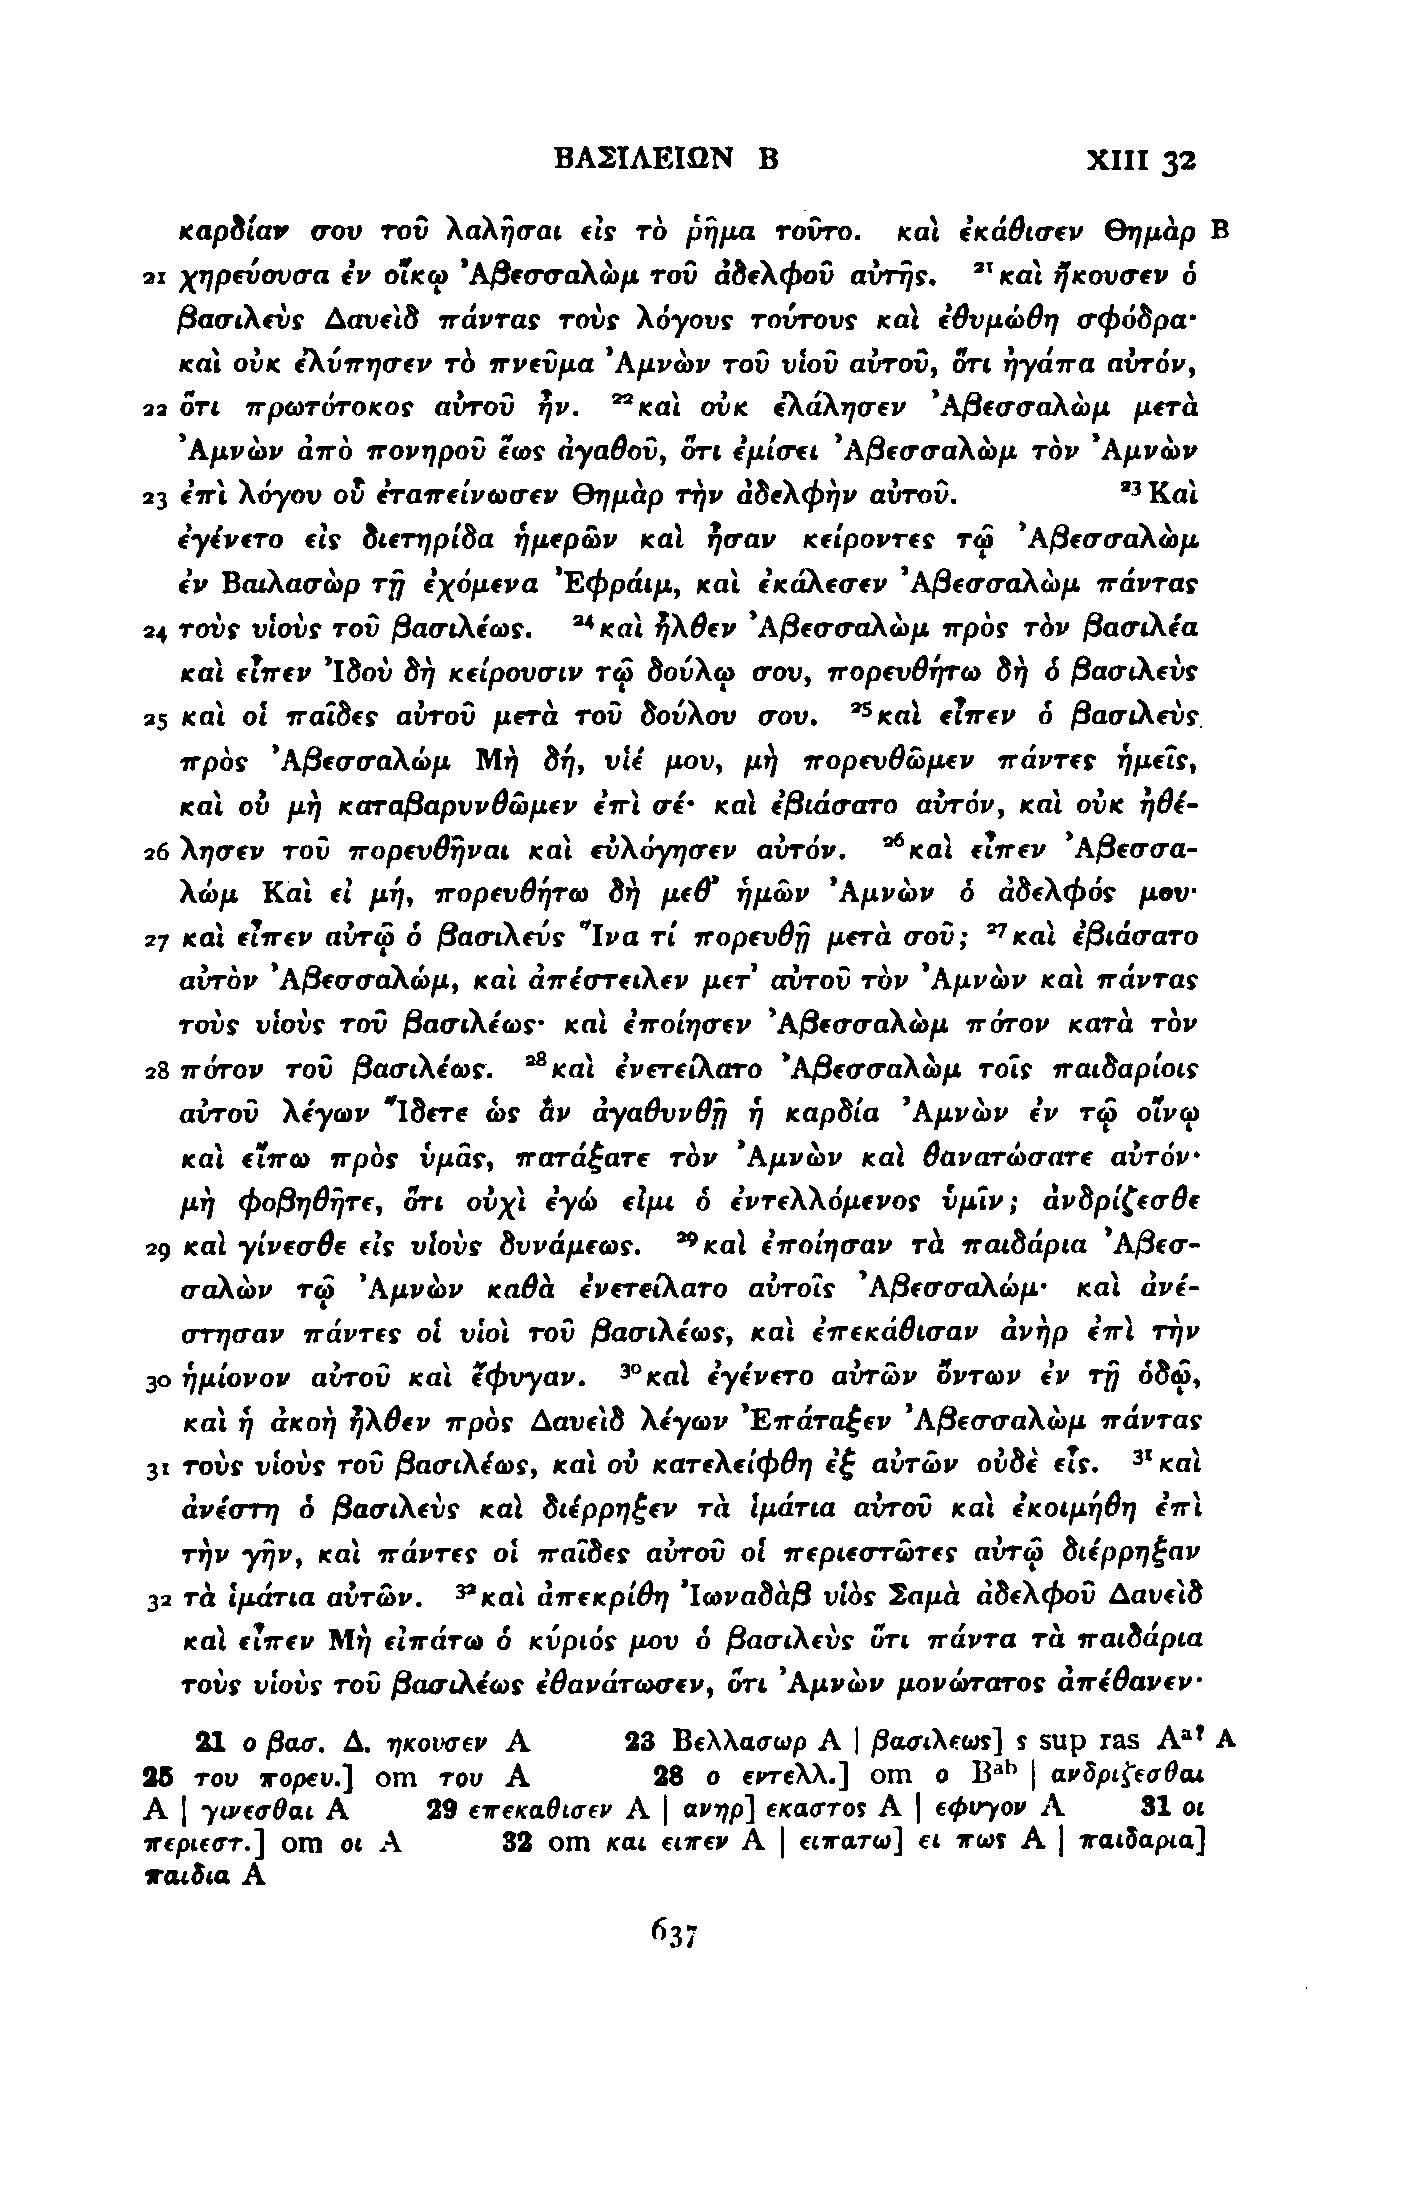 ΒΑΣΙΛΕΙΩΝ Β XIII 32
καρδίαν σου τοῦ λαλῆσαι εἰς τὸ ῥῆμα τοῦτο. καὶ ἐκάθισεν Θημὰρ B
21 χηρεύουσα ἐν οἴκῳ Ἀβεσσαλὼμ τοῦ ἀδελφοῦ αὐτῆς. ²¹καὶ ἤκουσεν ὁ
βασιλεὺς Δαυεὶδ πάντας τοὺς λόγους τούτους καὶ ἐθυμώθη σφόδρα·
καὶ οὐκ ἐλύπησεν τὸ πνεῦμα Ἀμνὼν τοῦ υἱοῦ αὐτοῦ, ὅτι ἠγάπα αὐτόν,
22 ὅτι πρωτότοκος αὐτοῦ ἦν. ²²καὶ οὐκ ἐλάλησεν Ἀβεσσαλὼμ μετὰ
Ἀμνὼν ἀπὸ πονηροῦ ἕως ἀγαθοῦ, ὅτι ἐμίσει Ἀβεσσαλὼμ τὸν Ἀμνὼν
23 ἐπὶ λόγου οὗ ἐταπείνωσεν Θημὰρ τὴν ἀδελφὴν αὐτοῦ. ²³Καὶ
ἐγένετο εἰς διετηρίδα ἡμερῶν καὶ ἦσαν κείροντες τῷ Ἀβεσσαλὼμ
ἐν Βαιλασὼρ τῇ ἐχόμενα Ἐφράιμ, καὶ ἐκάλεσεν Ἀβεσσαλὼμ πάντας
24 τοὺς υἱοὺς τοῦ βασιλέως. ²⁴καὶ ἦλθεν Ἀβεσσαλὼμ πρὸς τὸν βασιλέα
καὶ εἶπεν Ἰδοὺ δὴ κείρουσιν τῷ δούλῳ σου, πορευθήτω δὴ ὁ βασιλεὺς
25 καὶ οἱ παῖδες αὐτοῦ μετὰ τοῦ δούλου σου. ²⁵καὶ εἶπεν ὁ βασιλεὺς
πρὸς Ἀβεσσαλώμ Μὴ δή, υἱέ μου, μὴ πορευθῶμεν πάντες ἡμεῖς,
καὶ οὐ μὴ καταβαρυνθῶμεν ἐπὶ σέ· καὶ ἐβιάσατο αὐτόν, καὶ οὐκ ἠθέ-
26 λησεν τοῦ πορευθῆναι καὶ εὐλόγησεν αὐτόν. ²⁶καὶ εἶπεν Ἀβεσσα-
λώμ Καὶ εἰ μή, πορευθήτω δὴ μεθ’ ἡμῶν Ἀμνὼν ὁ ἀδελφός μου·
27 καὶ εἶπεν αὐτῷ ὁ βασιλεύς Ἵνα τί πορευθῇ μετὰ σοῦ; ²⁷καὶ ἐβιάσατο
αὐτὸν Ἀβεσσαλώμ, καὶ ἀπέστειλεν μετ’ αὐτοῦ τὸν Ἀμνὼν καὶ πάντας
τοὺς υἱοὺς τοῦ βασιλέως· καὶ ἐποίησεν Ἀβεσσαλὼμ πότον κατὰ τὸν
28 πότον τοῦ βασιλέως. ²⁸καὶ ἐνετείλατο Ἀβεσσαλὼμ τοῖς παιδαρίοις
αὐτοῦ λέγων Ἴδετε ὡς ἂν ἀγαθυνθῇ ἡ καρδία Ἀμνὼν ἐν τῷ οἴνῳ
καὶ εἴπω πρὸς ὑμᾶς, πατάξατε τὸν Ἀμνὼν καὶ θανατώσατε αὐτόν·
μὴ φοβηθῆτε, ὅτι οὐχὶ ἐγώ εἰμι ὁ ἐντελλόμενος ὑμῖν; ἀνδρίζεσθε
29 καὶ γίνεσθε εἰς υἱοὺς δυνάμεως. ²⁹καὶ ἐποίησαν τὰ παιδάρια Ἀβεσ-
σαλὼν τῷ Ἀμνὼν καθὰ ἐνετείλατο αὐτοῖς Ἀβεσσαλώμ· καὶ ἀνέ-
στησαν πάντες οἱ υἱοὶ τοῦ βασιλέως, καὶ ἐπεκάθισαν ἀνὴρ ἐπὶ τὴν
30 ἡμίονον αὐτοῦ καὶ ἔφυγαν. ³⁰καὶ ἐγένετο αὐτῶν ὄντων ἐν τῇ ὁδῷ,
καὶ ἡ ἀκοὴ ἦλθεν πρὸς Δαυεὶδ λέγων Ἐπάταξεν Ἀβεσσαλὼμ πάντας
31 τοὺς υἱοὺς τοῦ βασιλέως, καὶ οὐ κατελείφθη ἐξ αὐτῶν οὐδὲ εἷς. ³¹καὶ
ἀνέστη ὁ βασιλεὺς καὶ διέρρηξεν τὰ ἱμάτια αὐτοῦ καὶ ἐκοιμήθη ἐπὶ
τὴν γῆν, καὶ πάντες οἱ παῖδες αὐτοῦ οἱ περιεστῶτες αὐτῷ διέρρηξαν
32 τὰ ἱμάτια αὐτῶν. ³²καὶ ἀπεκρίθη Ἰωναδὰβ υἱὸς Σαμὰ ἀδελφοῦ Δαυεὶδ
καὶ εἶπεν Μὴ εἰπάτω ὁ κύριός μου ὁ βασιλεὺς ὅτι πάντα τὰ παιδάρια
τοὺς υἱοὺς τοῦ βασιλέως ἐθανάτωσεν, ὅτι Ἀμνὼν μονώτατος ἀπέθανεν·
21 ο βασ. Δ. ηκουσεν A 23 Βελλασωρ A | βασιλεως] ς sup ras Aᵃ? A
25 του πορευ.] om του A 28 ο εντελλ.] om ο Bᵃᵇ | ανδριζεσθαι
A | γινεσθαι A 29 επεκαθισεν A | ανηρ] εκαστος A | εφυγον A 31 οι
περιεστ.] om οι A 32 om και ειπεν A | ειπατω] ει πως A | παιδαρια]
παιδια A
637